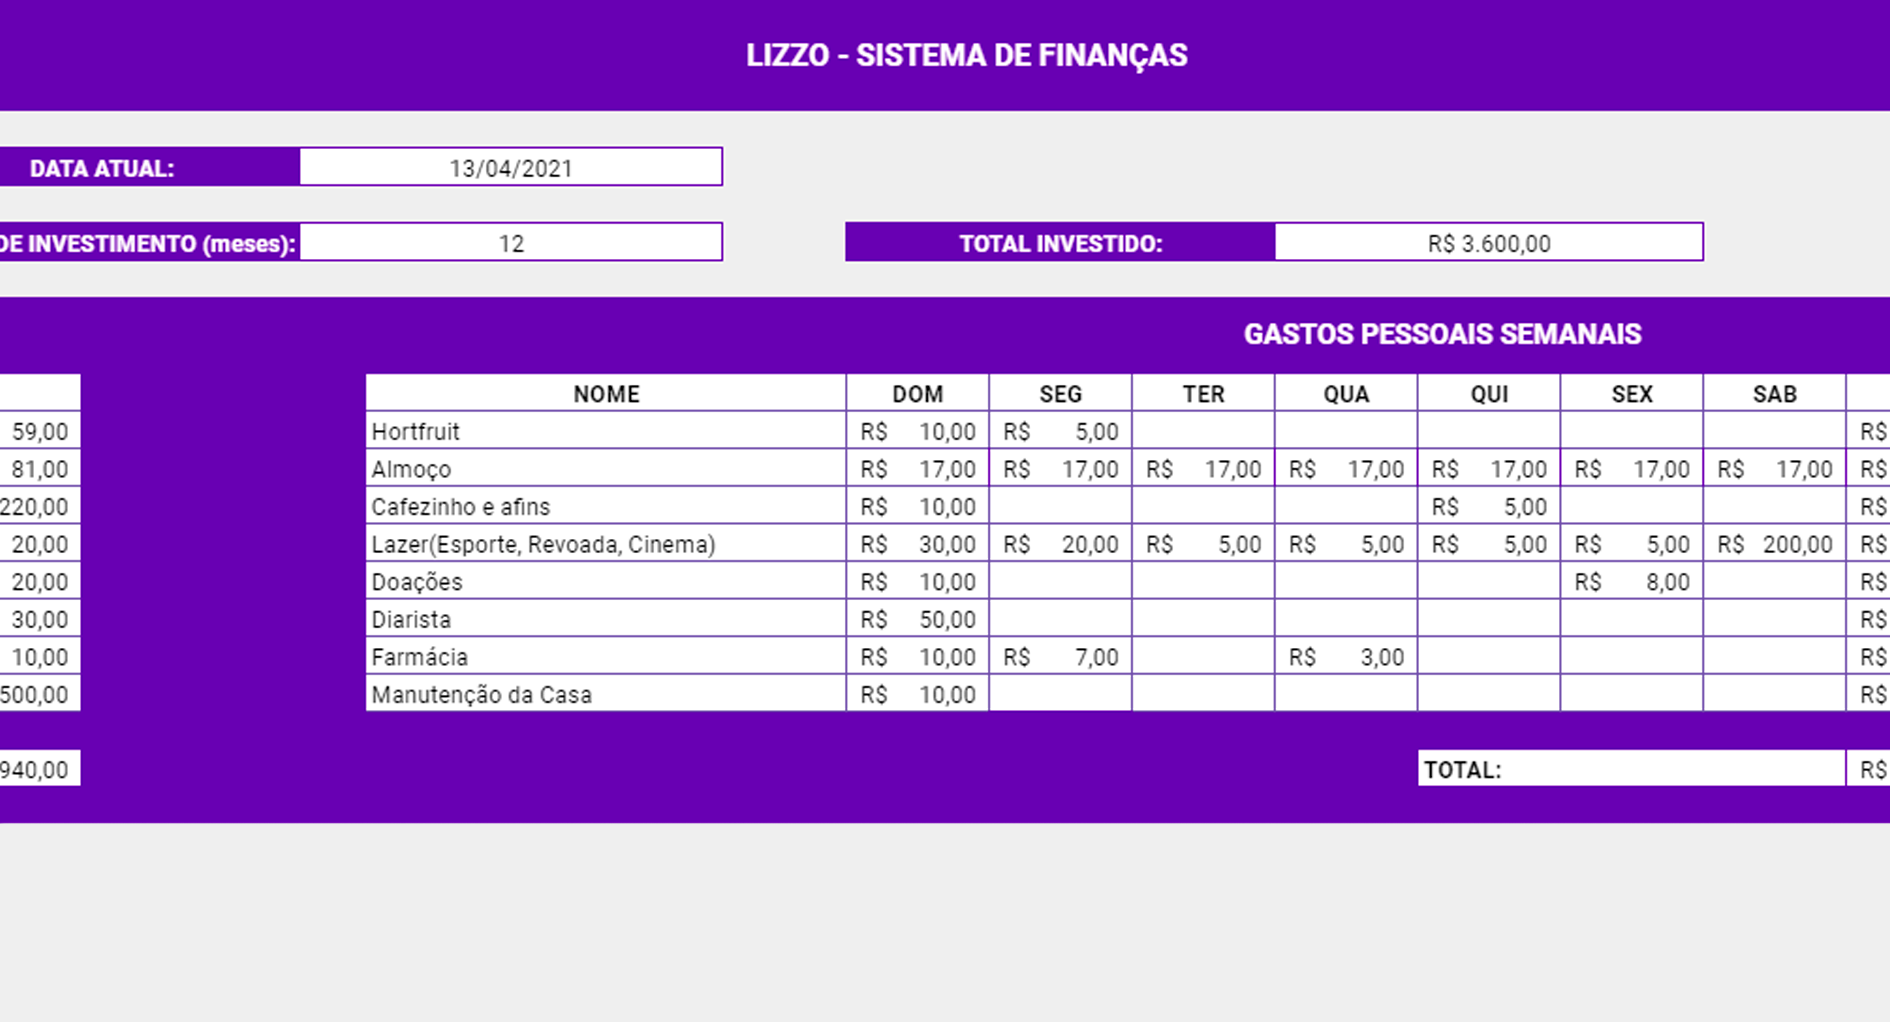 LIZZO - SISTEMA DE FINANÇAS
DATA ATUAL: 13/04/2021
DE INVESTIMENTO (meses): 12 TOTAL INVESTIDO: R$ 3.600,00
GASTOS PESSOAIS SEMANAIS
NOME DOM SEG TER QUA QUI SEX SAB
59,00 Hortfruit R$ 10,00 R$ 5,00 R$
81,00 Almoço R$ 17,00 R$ 17,00 R$ 17,00 R$ 17,00 R$ 17,00 R$ 17,00 R$ 17,00 R$
220,00 Cafezinho e afins R$ 10,00 R$ 5,00 R$
20,00 Lazer(Esporte, Revoada, Cinema) R$ 30,00 R$ 20,00 R$ 5,00 R$ 5,00 R$ 5,00 R$ 5,00 R$ 200,00 R$
20,00 Doações R$ 10,00 R$ 8,00 R$
30,00 Diarista R$ 50,00 R$
10,00 Farmácia R$ 10,00 R$ 7,00 R$ 3,00 R$
500,00 Manutenção da Casa R$ 10,00 R$
940,00 TOTAL: R$